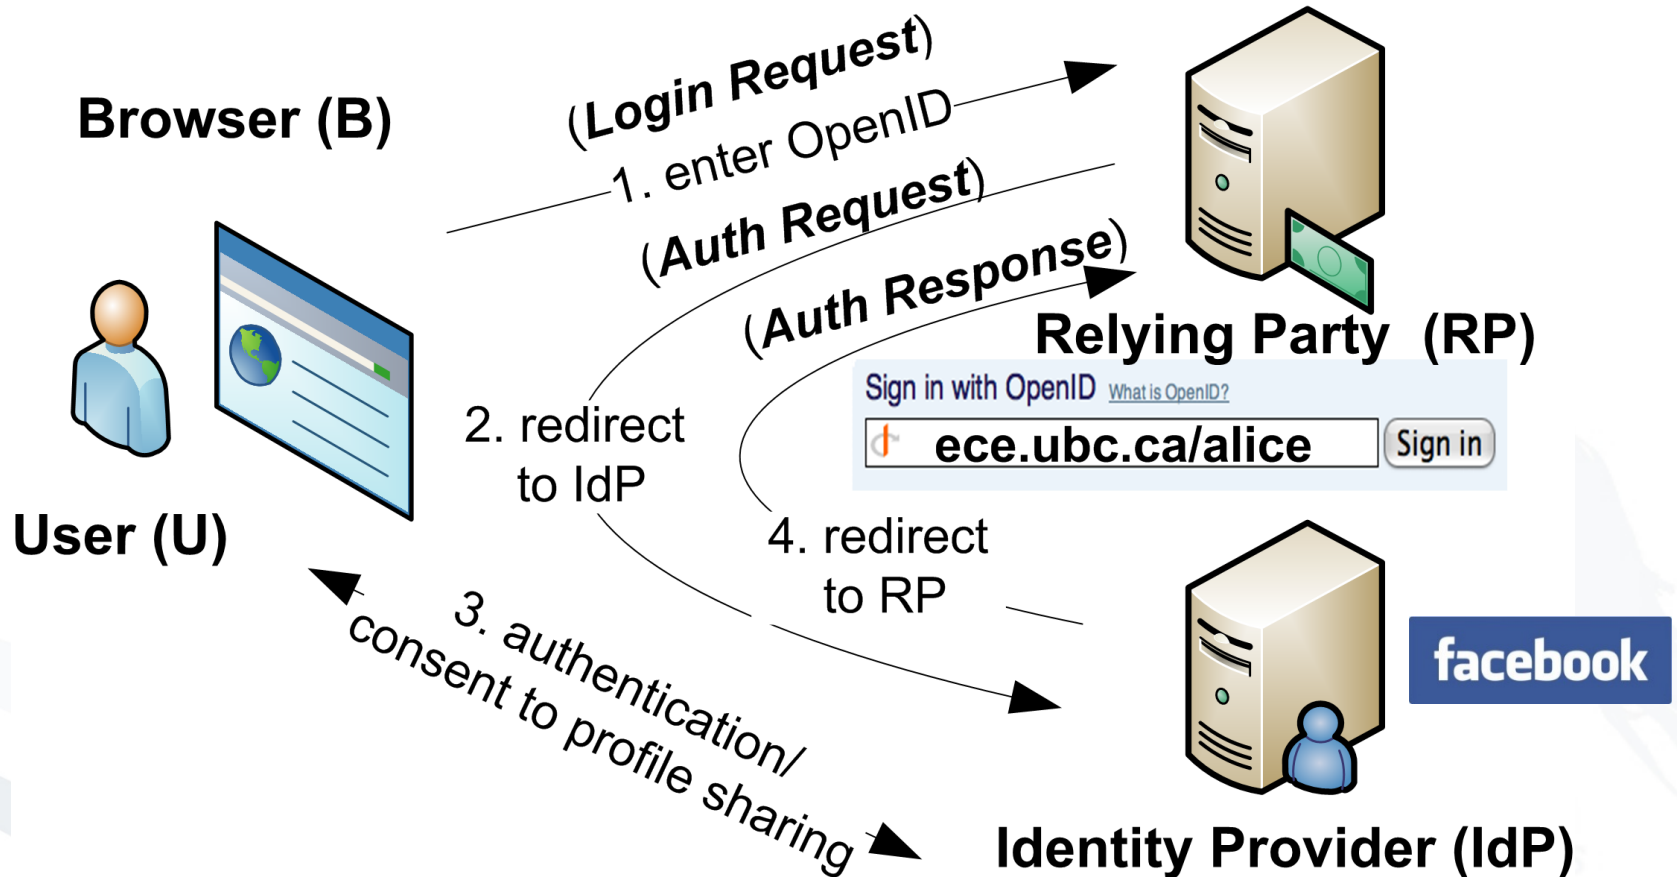 Browser (B)
(Login Request)
1. enter OpenID
(Auth Request)
(Auth Response)
Relying Party (RP)
Sign in with OpenID What is OpenID?
ece.ubc.ca/alice Sign in
2. redirect
to IdP
User (U)
4. redirect
to RP
3. authentication/
consent to profile sharing
facebook
Identity Provider (IdP)